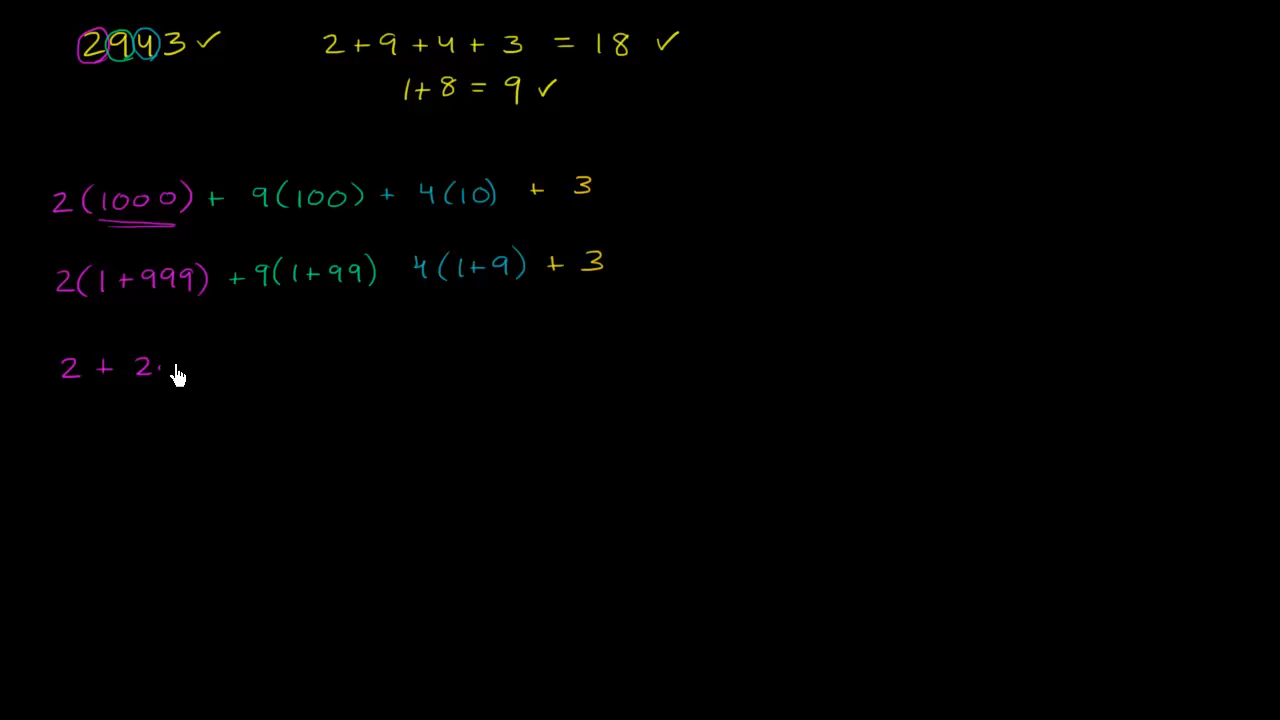 2943 ✓ 2 + 9 + 4 + 3 = 18 ✓
1 + 8 = 9 ✓
2(1000) + 9(100) + 4(10) + 3
2(1 + 999) + 9(1 + 99) 4(1 + 9) + 3
2 + 2·